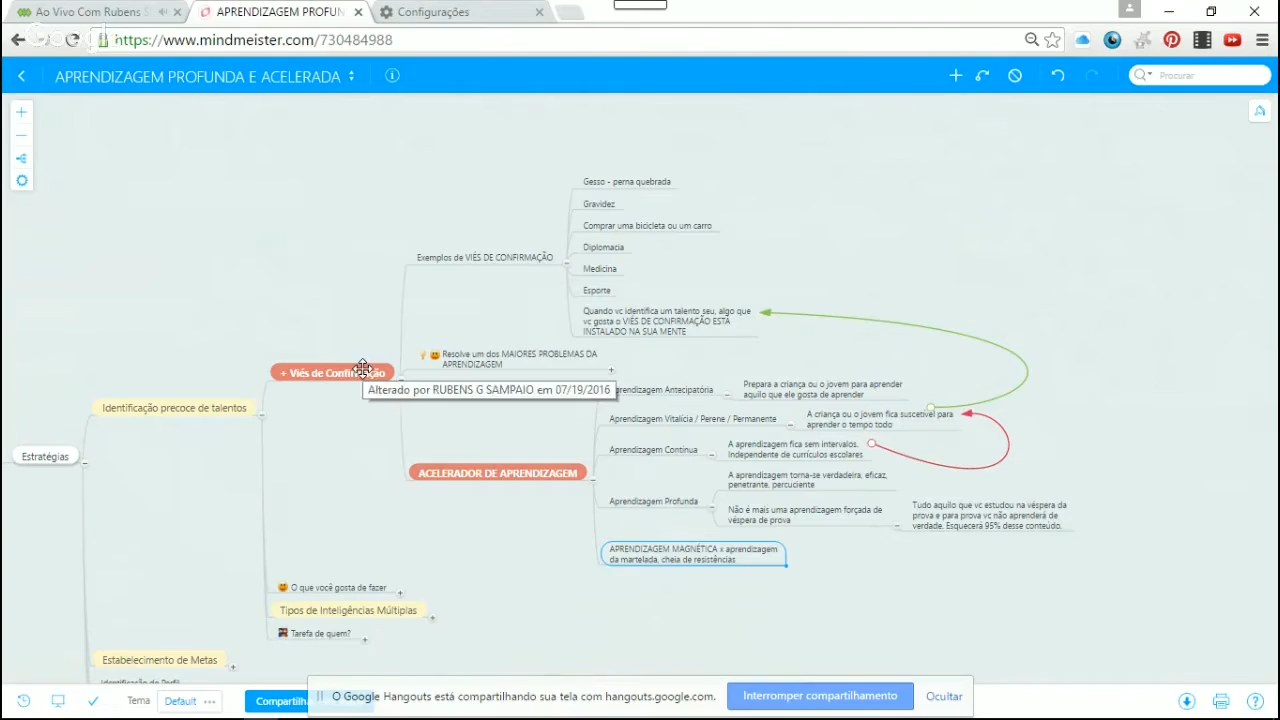 Ao Vivo Com Rubens
APRENDIZAGEM PROFUN
Configurações
https://www.mindmeister.com/730484988
APRENDIZAGEM PROFUNDA E ACELERADA
Procurar
Gesso - perna quebrada
Gravidez
Comprar uma bicicleta ou um carro
Exemplos de VIÉS DE CONFIRMAÇÃO
Diplomacia
Medicina
Esporte
Quando vc identifica um talento seu, algo que
vc gosta o VIÉS DE CONFIRMAÇÃO ESTÁ
INSTALADO NA SUA MENTE
Resolve um dos MAIORES PROBLEMAS DA
APRENDIZAGEM
+ Viés de Confirmação
Alterado por RUBENS G SAMPAIO em 07/19/2016
prendizagem Antecipatória
Prepara a criança ou o jovem para aprender
aquilo que ele gosta de aprender
Identificação precoce de talentos
Aprendizagem Vitalícia / Perene / Permanente
A criança ou o jovem fica suscetível para
aprender o tempo todo
Aprendizagem Contínua
A aprendizagem fica sem intervalos.
Independente de currículos escolares
Estratégias
ACELERADOR DE APRENDIZAGEM
A aprendizagem torna-se verdadeira, eficaz,
penetrante, percuciente
Aprendizagem Profunda
Não é mais uma aprendizagem forçada de
véspera de prova
Tudo aquilo que vc estudou na véspera da
prova e para prova vc não aprenderá de
verdade. Esquecerá 95% desse conteúdo.
APRENDIZAGEM MAGNÉTICA x aprendizagem
da martelada, cheia de resistências
O que você gosta de fazer
Tipos de Inteligências Múltiplas
Tarefa de quem?
Estabelecimento de Metas
Identificação de Perfil
Tema
Default
Compartilha
O Google Hangouts está compartilhando sua tela com hangouts.google.com.
Interromper compartilhamento
Ocultar